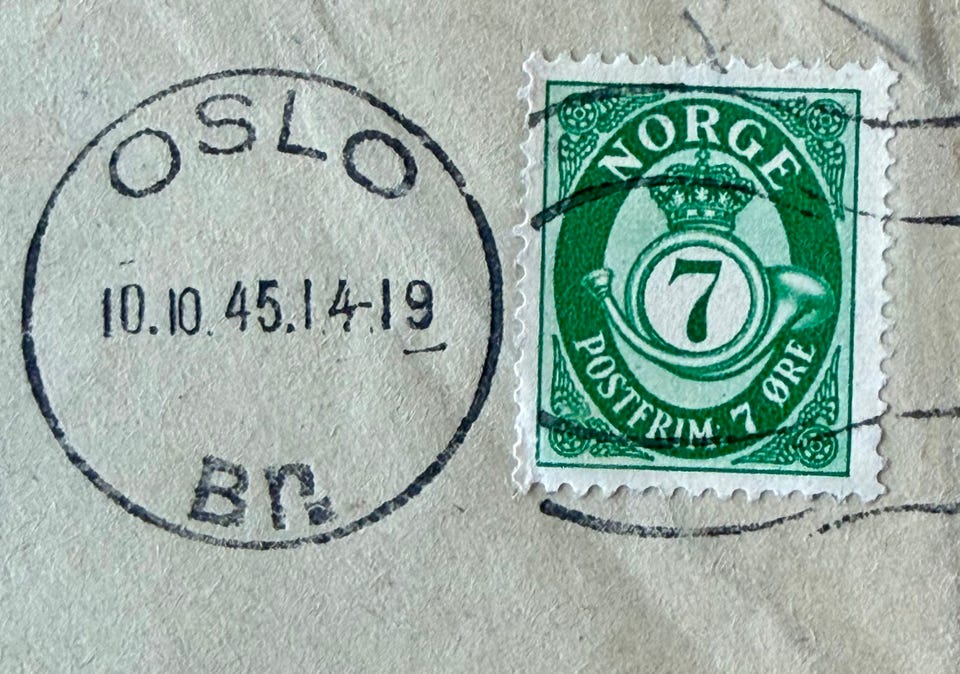 OSLO
10.10.45.14-19
Br.
NORGE
7
POSTFRIM. 7 ØRE